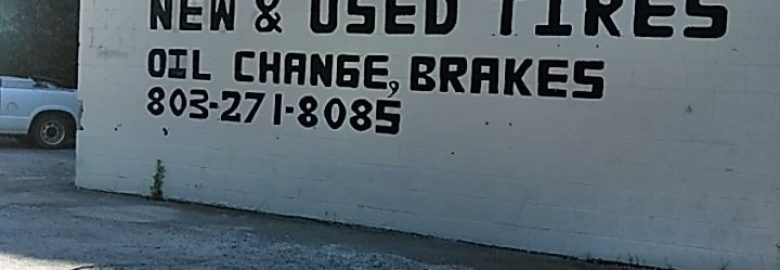 NEW & USED TIRES
OIL CHANGE, BRAKES
803-271-8085